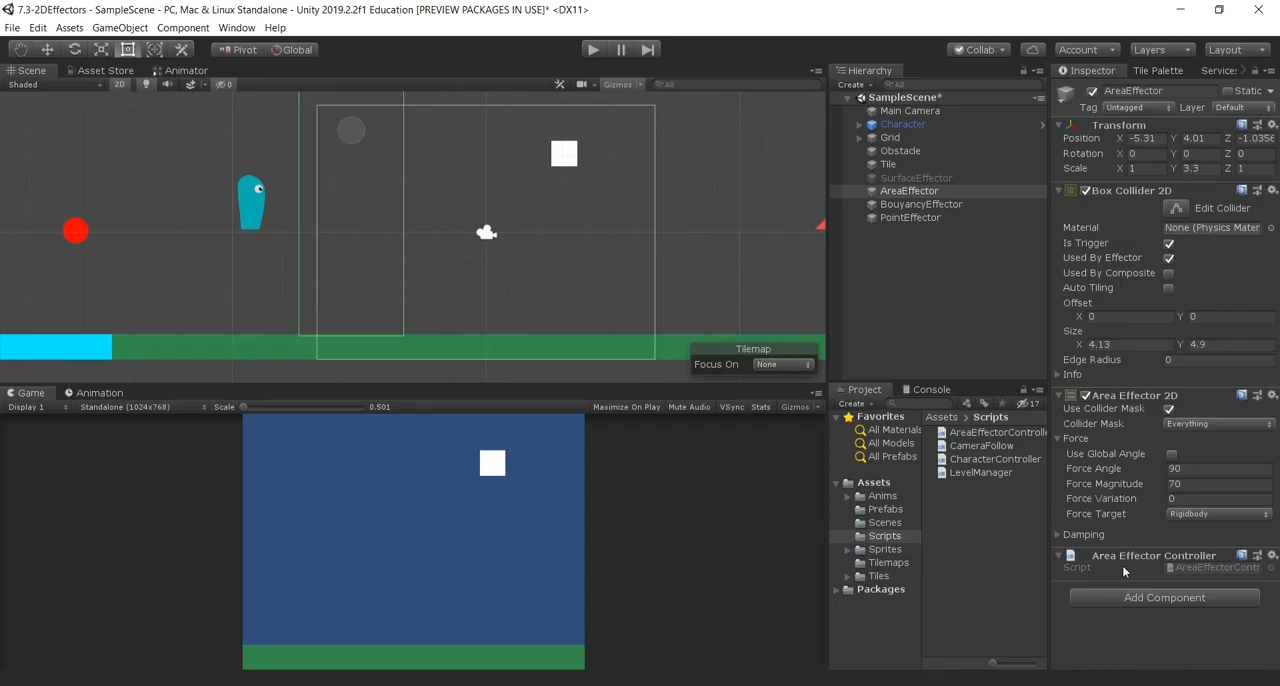 7.3-2DEffectors - SampleScene - PC, Mac & Linux Standalone - Unity 2019.2.2f1 Education [PREVIEW PACKAGES IN USE]* <DX11>
File Edit Assets GameObject Component Window Help
Pivot Global Collab Account Layers Layout
Scene Asset Store Animator
Shaded 2D 0 Gizmos All
Tilemap
Focus On None
Game Animation
Display 1 Standalone (1024x768) Scale 0.501 Maximize On Play Mute Audio VSync Stats Gizmos
Hierarchy
Create All
SampleScene*
Main Camera
Character
Grid
Obstacle
Tile
SurfaceEffector
AreaEffector
BouyancyEffector
PointEffector
Project Console
Create 17
Favorites
All Materials
All Models
All Prefabs
Assets
Anims
Prefabs
Scenes
Scripts
Sprites
Tilemaps
Tiles
Packages
Assets > Scripts
AreaEffectorControlle
CameraFollow
CharacterController
LevelManager
Inspector Tile Palette Service:
AreaEffector Static
Tag Untagged Layer Default
Transform
Position X -5.31 Y 4.01 Z -1.0356
Rotation X 0 Y 0 Z 0
Scale X 1 Y 3.3 Z 1
Box Collider 2D
Edit Collider
Material None (Physics Mater
Is Trigger
Used By Effector
Used By Composite
Auto Tiling
Offset
X 0 Y 0
Size
X 4.13 Y 4.9
Edge Radius 0
Info
Area Effector 2D
Use Collider Mask
Collider Mask Everything
Force
Use Global Angle
Force Angle 90
Force Magnitude 70
Force Variation 0
Force Target Rigidbody
Damping
Area Effector Controller
Script AreaEffectorContr
Add Component